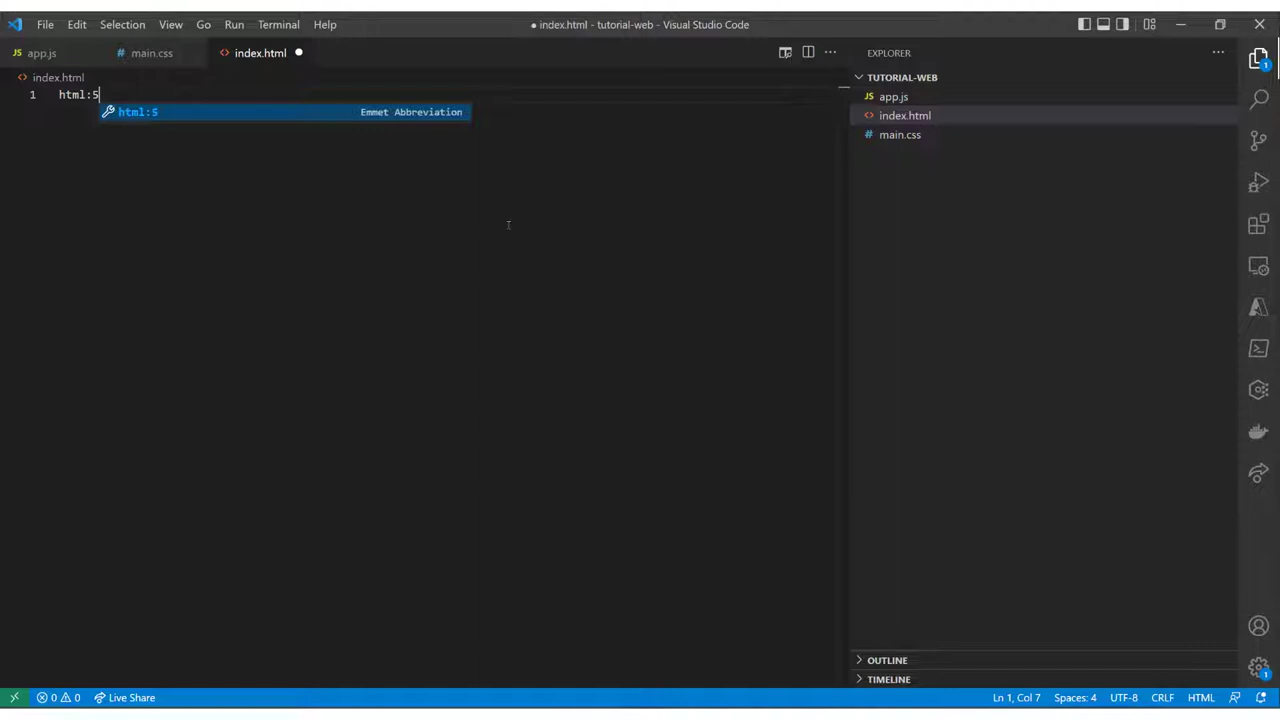 File Edit Selection View Go Run Terminal Help
● index.html - tutorial-web - Visual Studio Code
JS app.js
# main.css
<> index.html ●
<> index.html
1 html:5
html:5 Emmet Abbreviation
EXPLORER
TUTORIAL-WEB
JS app.js
<> index.html
# main.css
OUTLINE
TIMELINE
1
1
0 0 Live Share
Ln 1, Col 7 Spaces: 4 UTF-8 CRLF HTML